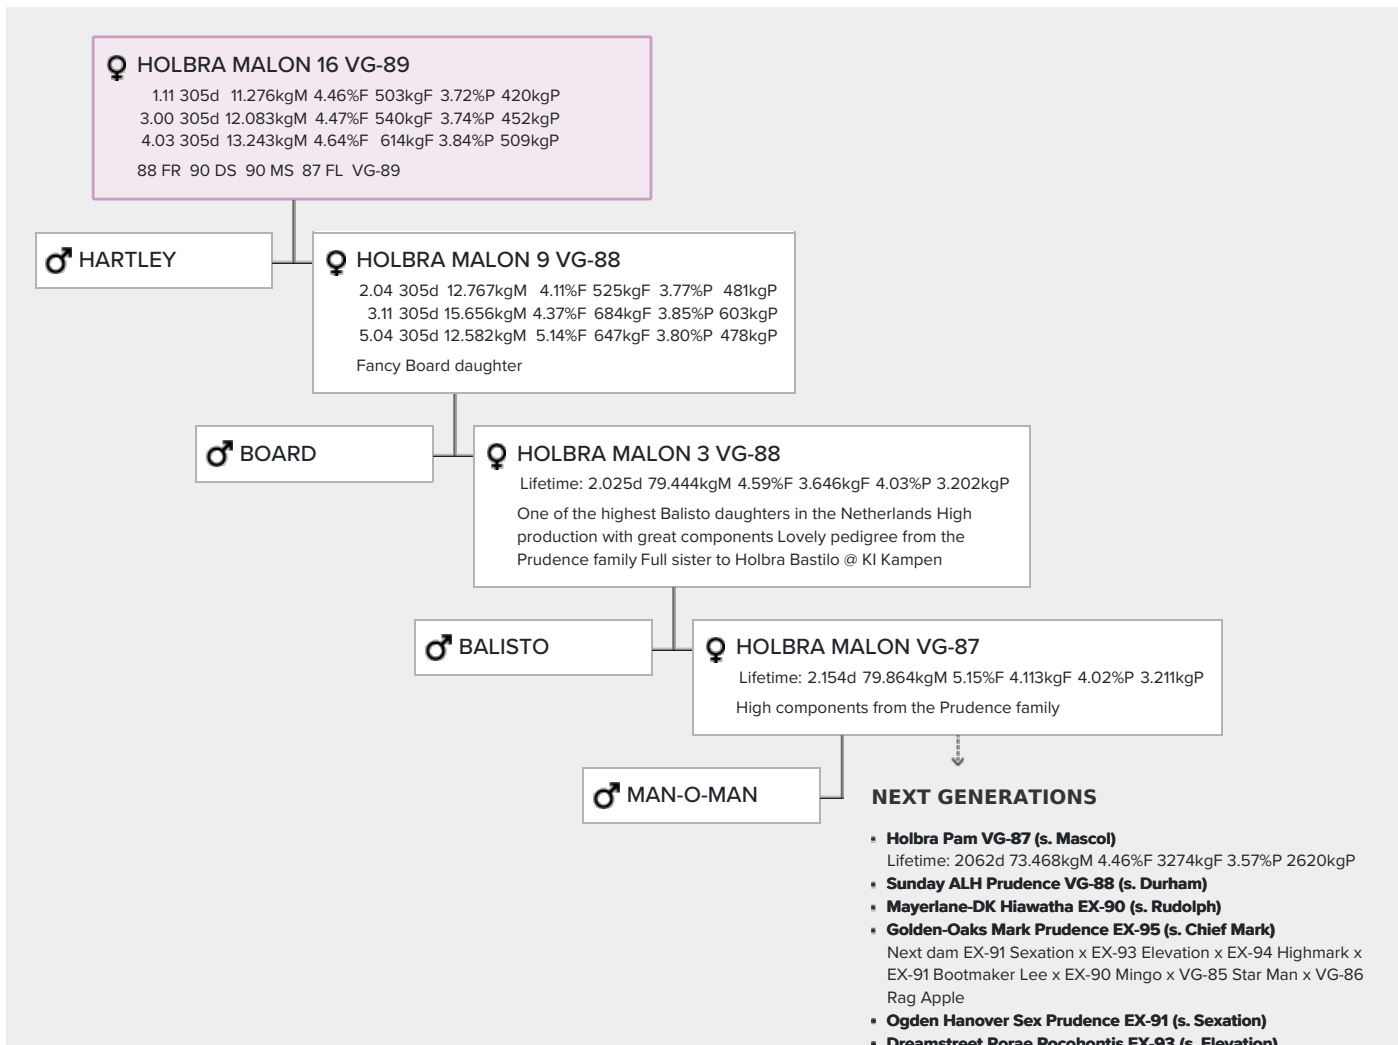 HOLBRA MALON 16 VG-89
1.11 305d 11.276kgM 4.46%F 503kgF 3.72%P 420kgP
3.00 305d 12.083kgM 4.47%F 540kgF 3.74%P 452kgP
4.03 305d 13.243kgM 4.64%F 614kgF 3.84%P 509kgP
88 FR 90 DS 90 MS 87 FL VG-89
HARTLEY
HOLBRA MALON 9 VG-88
2.04 305d 12.767kgM 4.11%F 525kgF 3.77%P 481kgP
3.11 305d 15.656kgM 4.37%F 684kgF 3.85%P 603kgP
5.04 305d 12.582kgM 5.14%F 647kgF 3.80%P 478kgP
Fancy Board daughter
BOARD
HOLBRA MALON 3 VG-88
Lifetime: 2.025d 79.444kgM 4.59%F 3.646kgF 4.03%P 3.202kgP
One of the highest Balisto daughters in the Netherlands High
production with great components Lovely pedigree from the
Prudence family Full sister to Holbra Bastilo @ KI Kampen
BALISTO
HOLBRA MALON VG-87
Lifetime: 2.154d 79.864kgM 5.15%F 4.113kgF 4.02%P 3.211kgP
High components from the Prudence family
MAN-O-MAN
NEXT GENERATIONS
Holbra Pam VG-87 (s. Mascol)
Lifetime: 2062d 73.468kgM 4.46%F 3274kgF 3.57%P 2620kgP
Sunday ALH Prudence VG-88 (s. Durham)
Mayerlane-DK Hiawatha EX-90 (s. Rudolph)
Golden-Oaks Mark Prudence EX-95 (s. Chief Mark)
Next dam EX-91 Sexation x EX-93 Elevation x EX-94 Highmark x
EX-91 Bootmaker Lee x EX-90 Mingo x VG-85 Star Man x VG-86
Rag Apple
Ogden Hanover Sex Prudence EX-91 (s. Sexation)
Dreamstreet Rorae Pocohontis EX-93 (s. Elevation)